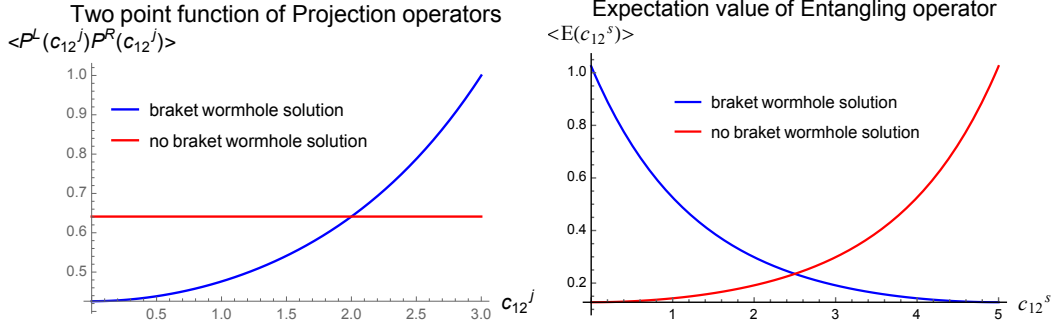 Two point function of Projection operators
<P^L(c_12^j)P^R(c_12^j)>
1.0
0.9
0.8
0.7
0.6
0.5
braket wormhole solution
no braket wormhole solution
0.5 1.0 1.5 2.0 2.5 3.0
c_12^j
Expectation value of Entangling operator
<E(c_12^s)>
1.0
0.8
0.6
0.4
0.2
braket wormhole solution
no braket wormhole solution
1 2 3 4 5
c_12^s